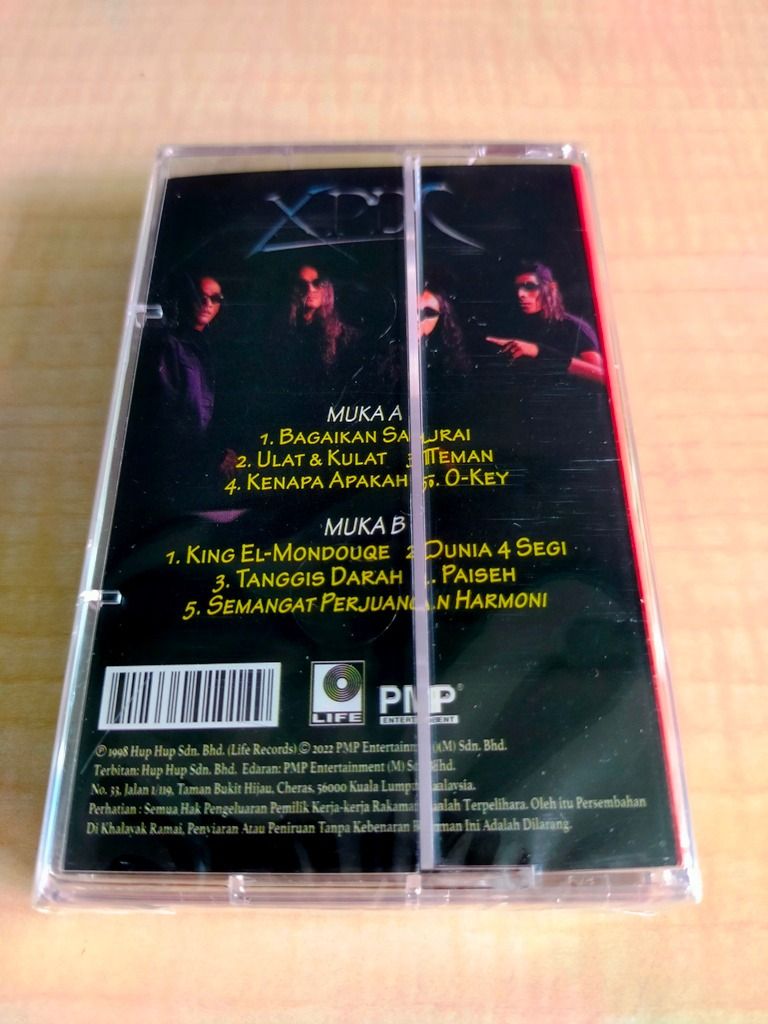 XPDC
MUKA A
1. BAGAIKAN SAMURAI
2. ULAT & KULAT 3. TEMAN
4. KENAPA APAKAH 5. O-KEY
MUKA B
1. KING EL-MONDOUQE 2. DUNIA 4 SEGI
3. TANGGIS DARAH 4. PAISEH
5. SEMANGAT PERJUANGAN HARMONI
LIFE
PMP®
ENTERTAINMENT
℗ 1998 Hup Hup Sdn. Bhd. (Life Records) © 2022 PMP Entertainment (M) Sdn. Bhd.
Terbitan: Hup Hup Sdn. Bhd. Edaran: PMP Entertainment (M) Sdn. Bhd.
No. 33, Jalan 1/119, Taman Bukit Hijau, Cheras, 56000 Kuala Lumpur, Malaysia.
Perhatian : Semua Hak Pengeluaran Pemilik Kerja-kerja Rakaman Adalah Terpelihara. Oleh itu Persembahan
Di Khalayak Ramai, Penyiaran Atau Peniruan Tanpa Kebenaran Rakaman Ini Adalah Dilarang.